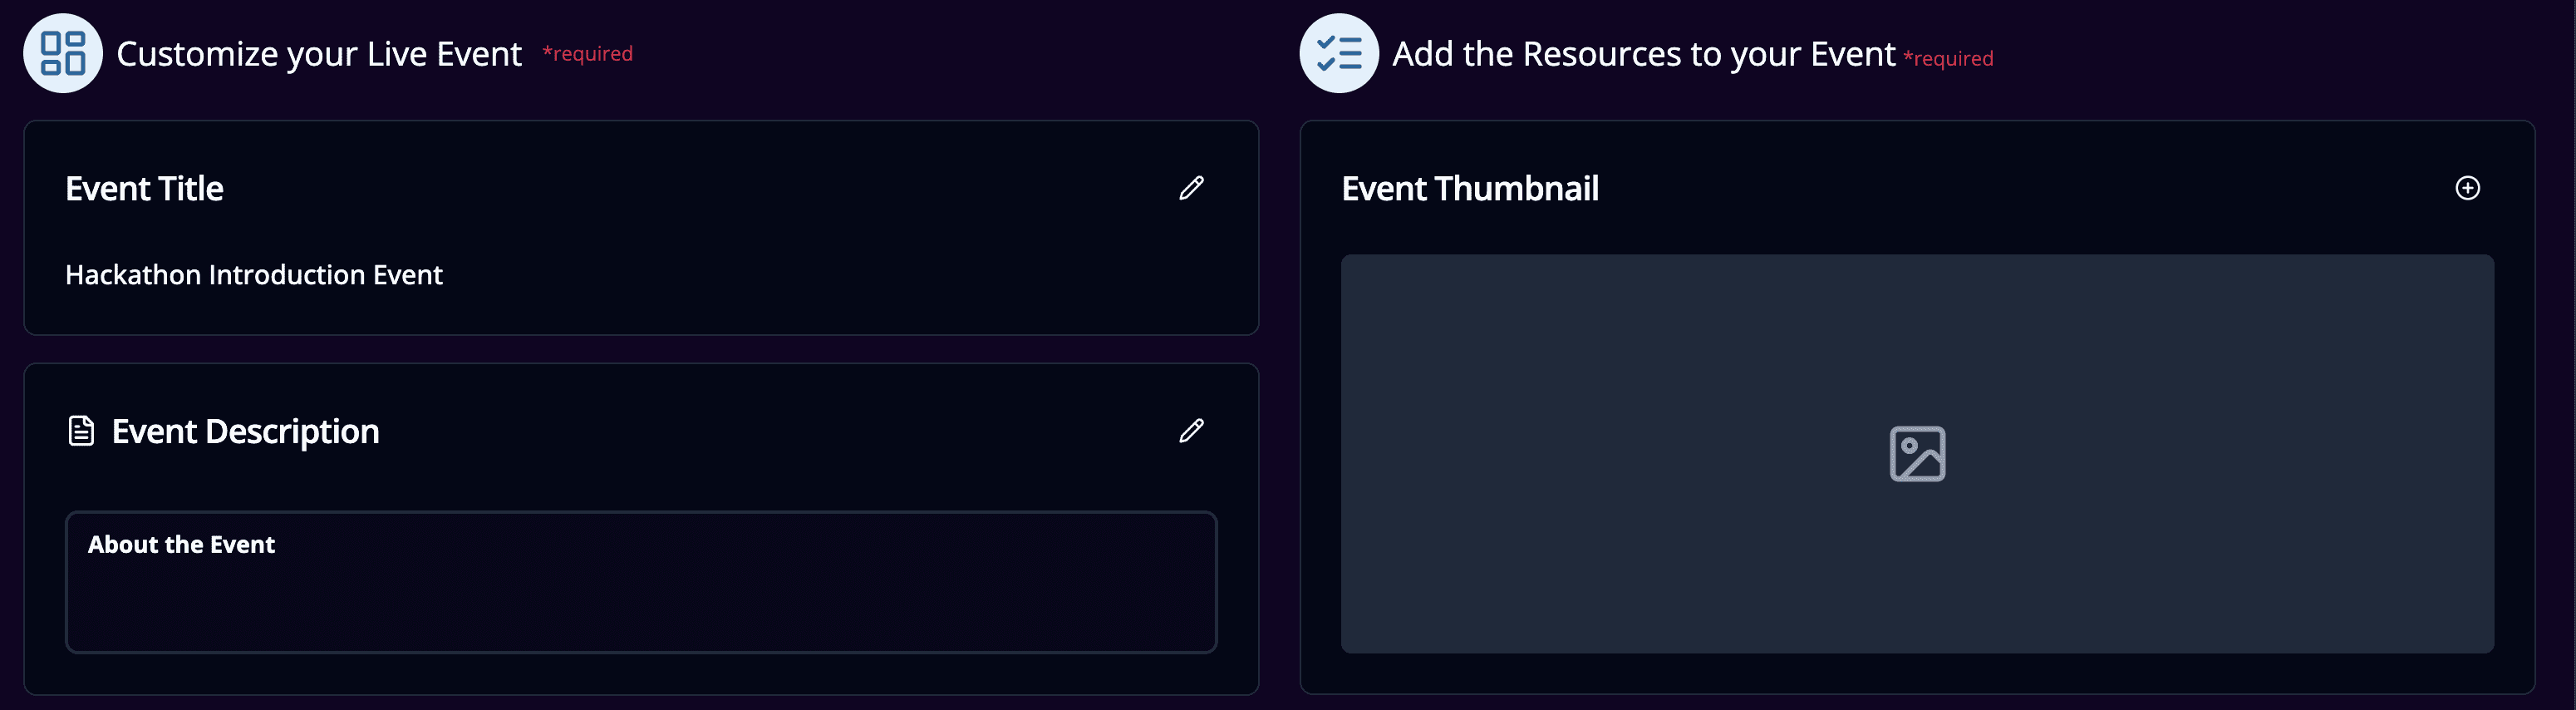 Customize your Live Event *required
Event Title
Hackathon Introduction Event
Event Description
About the Event
Add the Resources to your Event *required
Event Thumbnail